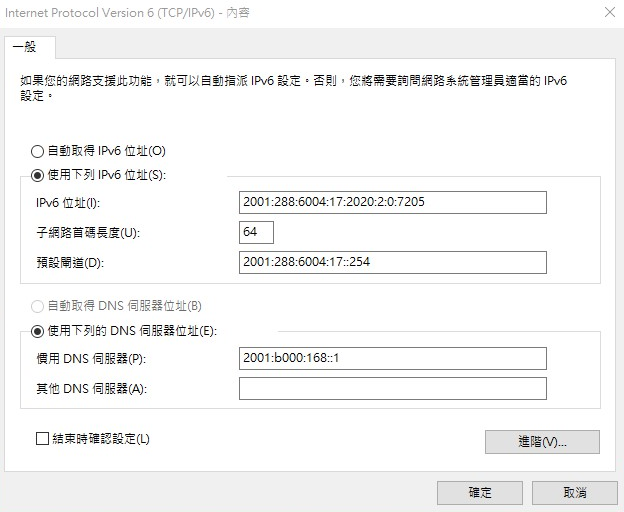 Internet Protocol Version 6 (TCP/IPv6) - 內容
一般
如果您的網路支援此功能，就可以自動指派 IPv6 設定。否則，您將需要詢問網路系統管理員適當的 IPv6
設定。
自動取得 IPv6 位址(O)
使用下列 IPv6 位址(S):
IPv6 位址(I):
2001:288:6004:17:2020:2:0:7205
子網路首碼長度(U):
64
預設閘道(D):
2001:288:6004:17::254
自動取得 DNS 伺服器位址(B)
使用下列的 DNS 伺服器位址(E):
慣用 DNS 伺服器(P):
2001:b000:168::1
其他 DNS 伺服器(A):
結束時確認設定(L)
進階(V)...
確定
取消